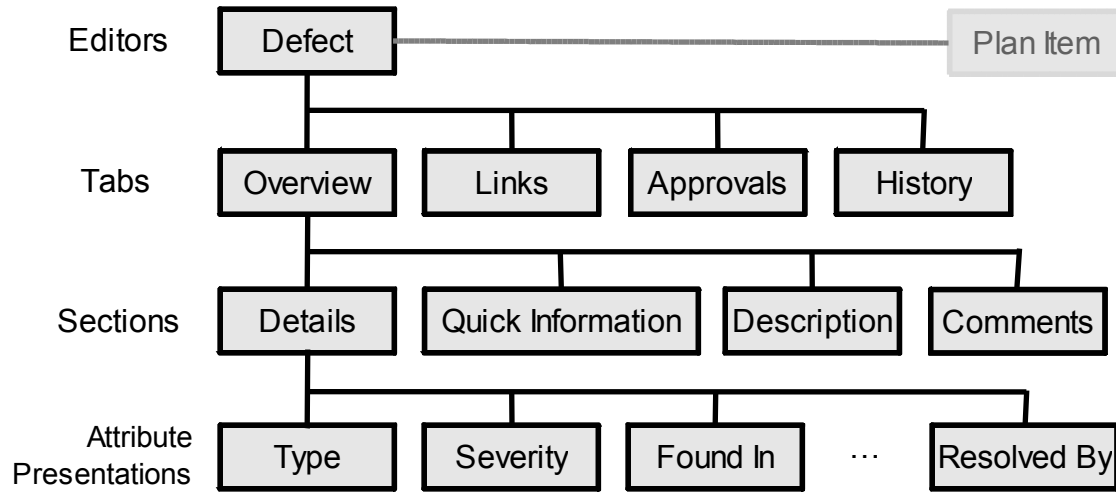 Editors Defect Plan Item
Tabs Overview Links Approvals History
Sections Details Quick Information Description Comments
Attribute
Presentations Type Severity Found In ... Resolved By